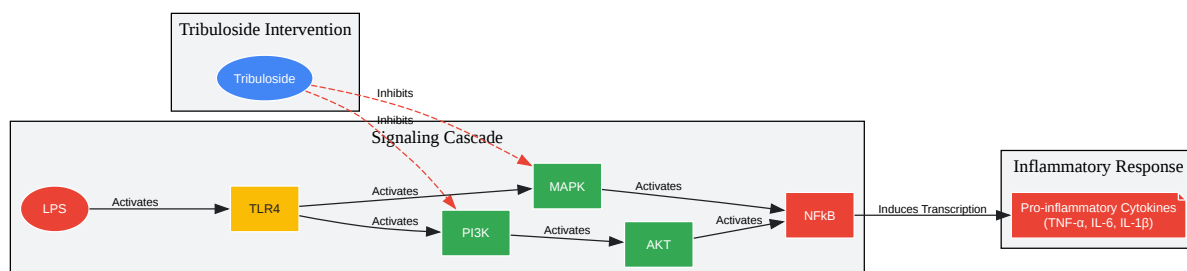 Tribuloside Intervention
Tribuloside
Inhibits
Inhibits
Signaling Cascade
LPS
Activates
TLR4
Activates
Activates
MAPK
PI3K
Activates
AKT
Activates
Activates
NFkB
Induces Transcription
Inflammatory Response
Pro-inflammatory Cytokines
(TNF-α, IL-6, IL-1β)